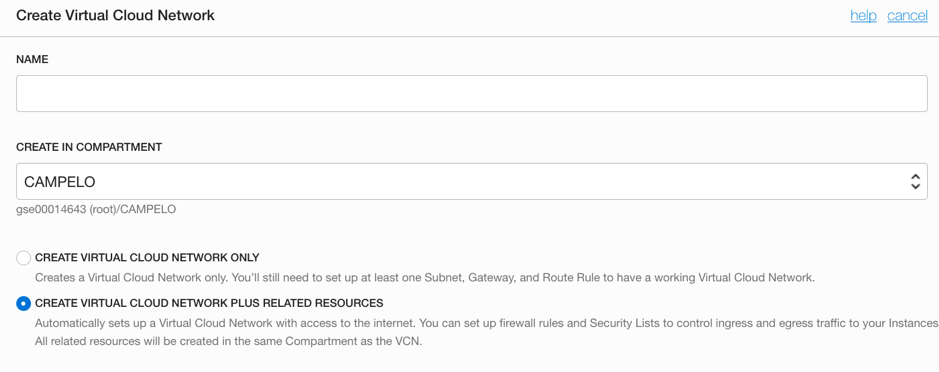 Create Virtual Cloud Network help cancel
NAME
CREATE IN COMPARTMENT
CAMPELO
gse00014643 (root)/CAMPELO
CREATE VIRTUAL CLOUD NETWORK ONLY
Creates a Virtual Cloud Network only. You'll still need to set up at least one Subnet, Gateway, and Route Rule to have a working Virtual Cloud Network.
CREATE VIRTUAL CLOUD NETWORK PLUS RELATED RESOURCES
Automatically sets up a Virtual Cloud Network with access to the internet. You can set up firewall rules and Security Lists to control ingress and egress traffic to your Instances
All related resources will be created in the same Compartment as the VCN.